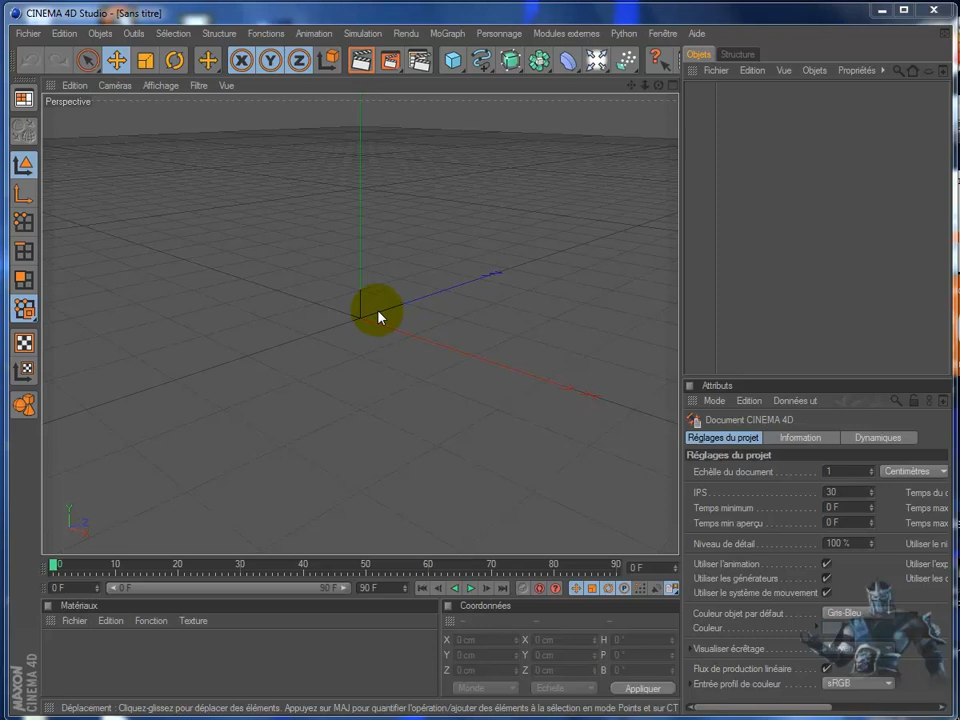 CINEMA 4D Studio - [Sans titre]
Fichier Edition Objets Outils Sélection Structure Fonctions Animation Simulation Rendu MoGraph Personnage Modules externes Python Fenêtre Aide
X Y Z
Objets Structure
Fichier Edition Vue Objets Propriétés
Edition Caméras Affichage Filtre Vue
Perspective
Y
Z
X
0 10 20 30 40 50 60 70 80 90 0 F
0 F 0 F 90 F 90 F
Matériaux
Fichier Edition Fonction Texture
Coordonnées
X 0 cm X 0 cm H 0 °
Y 0 cm Y 0 cm P 0 °
Z 0 cm Z 0 cm B 0 °
Monde Echelle Appliquer
Attributs
Mode Edition Données ut
Document CINEMA 4D
Réglages du projet Information Dynamiques
Réglages du projet
Echelle du document 1 Centimètres
IPS 30 Temps du
Temps minimum 0 F Temps max
Temps min aperçu 0 F Temps max
Niveau de détail 100 % Utiliser le ni
Utiliser l'animation Utiliser l'exp
Utiliser les générateurs Utiliser les
Utiliser le système de mouvement
Couleur objet par défaut Gris-Bleu
Couleur
Visualiser écrêtage
Flux de production linéaire
Entrée profil de couleur sRGB
MAXON
CINEMA 4D
Déplacement : Cliquez-glissez pour déplacer des éléments. Appuyez sur MAJ pour quantifier l'opération/ajouter des éléments à la sélection en mode Points et sur CT